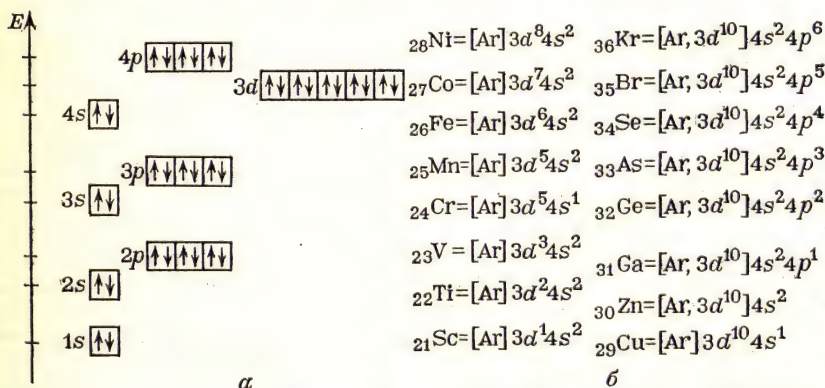 E
4p
3d
4s
3p
3s
2p
2s
1s
а
₂₈Ni=[Ar]3d⁸4s²
₂₇Co=[Ar]3d⁷4s²
₂₆Fe=[Ar]3d⁶4s²
₂₅Mn=[Ar]3d⁵4s²
₂₄Cr=[Ar]3d⁵4s¹
₂₃V=[Ar]3d³4s²
₂₂Ti=[Ar]3d²4s²
₂₁Sc=[Ar]3d¹4s²
₃₆Kr=[Ar, 3d¹⁰]4s²4p⁶
₃₅Br=[Ar, 3d¹⁰]4s²4p⁵
₃₄Se=[Ar, 3d¹⁰]4s²4p⁴
₃₃As=[Ar, 3d¹⁰]4s²4p³
₃₂Ge=[Ar, 3d¹⁰]4s²4p²
₃₁Ga=[Ar, 3d¹⁰]4s²4p¹
₃₀Zn=[Ar, 3d¹⁰]4s²
₂₉Cu=[Ar]3d¹⁰4s¹
б